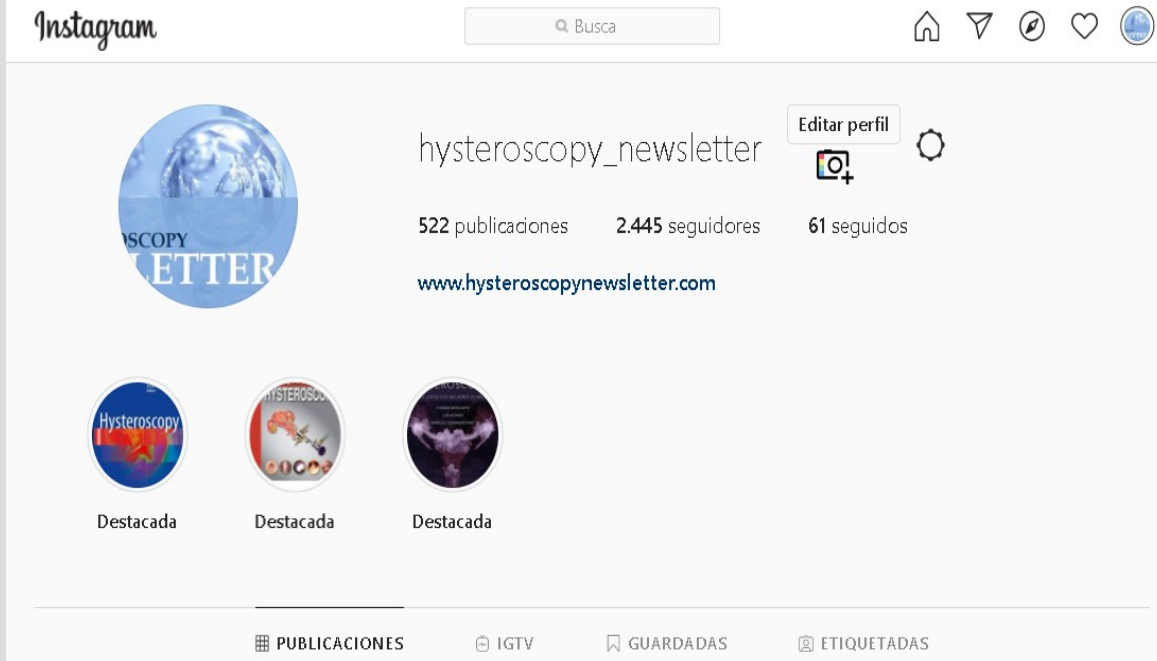 Instagram
Busca
hysteroscopy_newsletter
Editar perfil
522 publicaciones 2.445 seguidores 61 seguidos
www.hysteroscopynewsletter.com
OSCOPY
LETTER
Hysteroscopy
HYSTEROSCO
Destacada Destacada Destacada
PUBLICACIONES IGTV GUARDADAS ETIQUETADAS